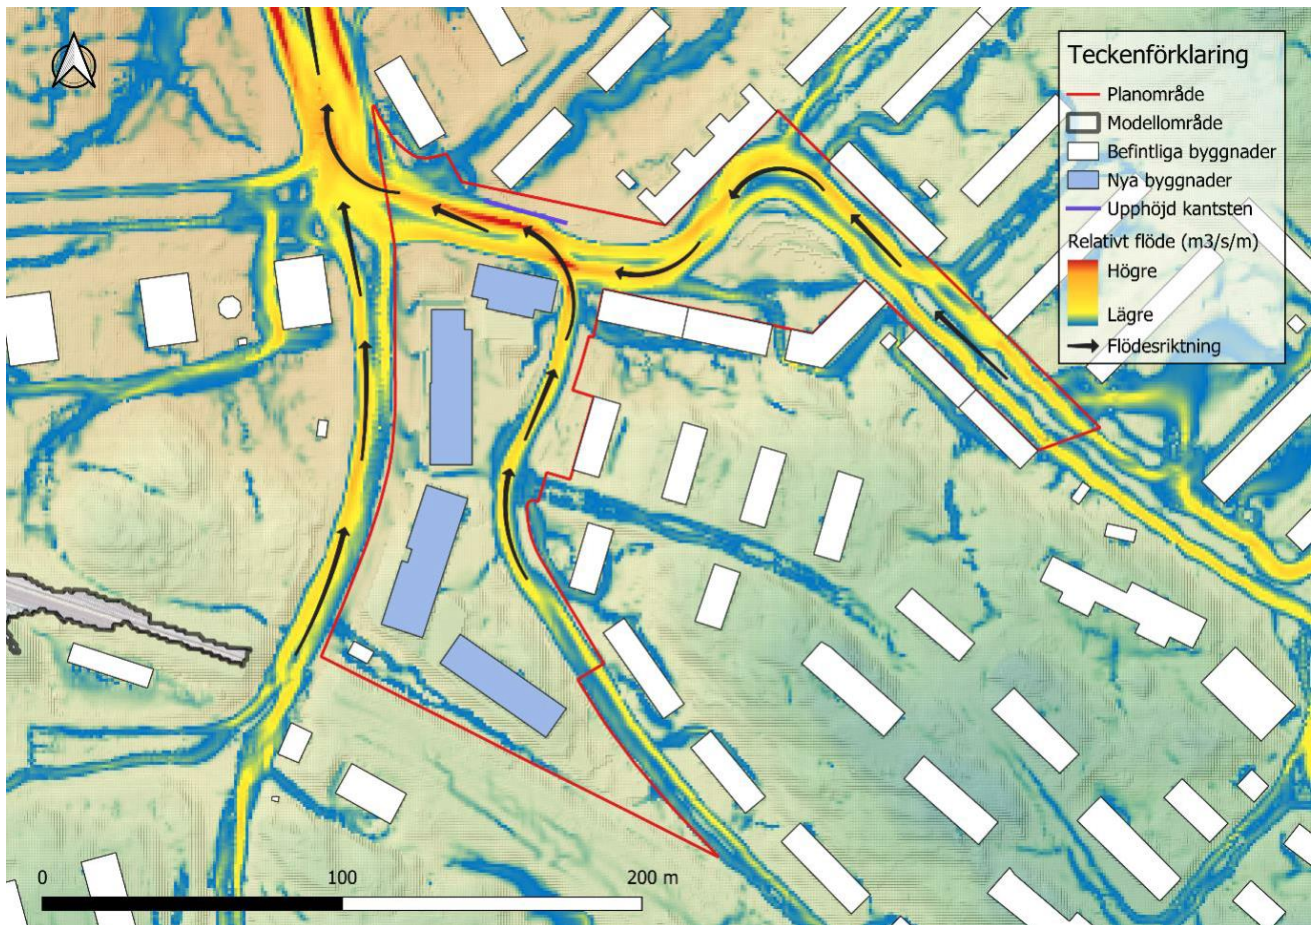 Teckenförklaring
Planområde
Modellområde
Befintliga byggnader
Nya byggnader
Upphöjd kantsten
Relativt flöde (m3/s/m)
Högre
Lägre
Flödesriktning
0 100 200 m